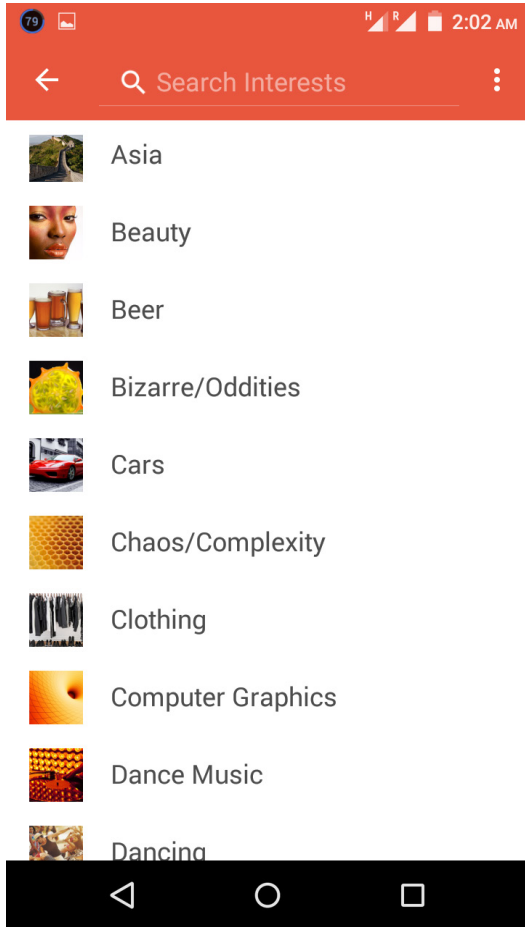 79
H R 2:02 AM
Search Interests
Asia
Beauty
Beer
Bizarre/Oddities
Cars
Chaos/Complexity
Clothing
Computer Graphics
Dance Music
Dancing